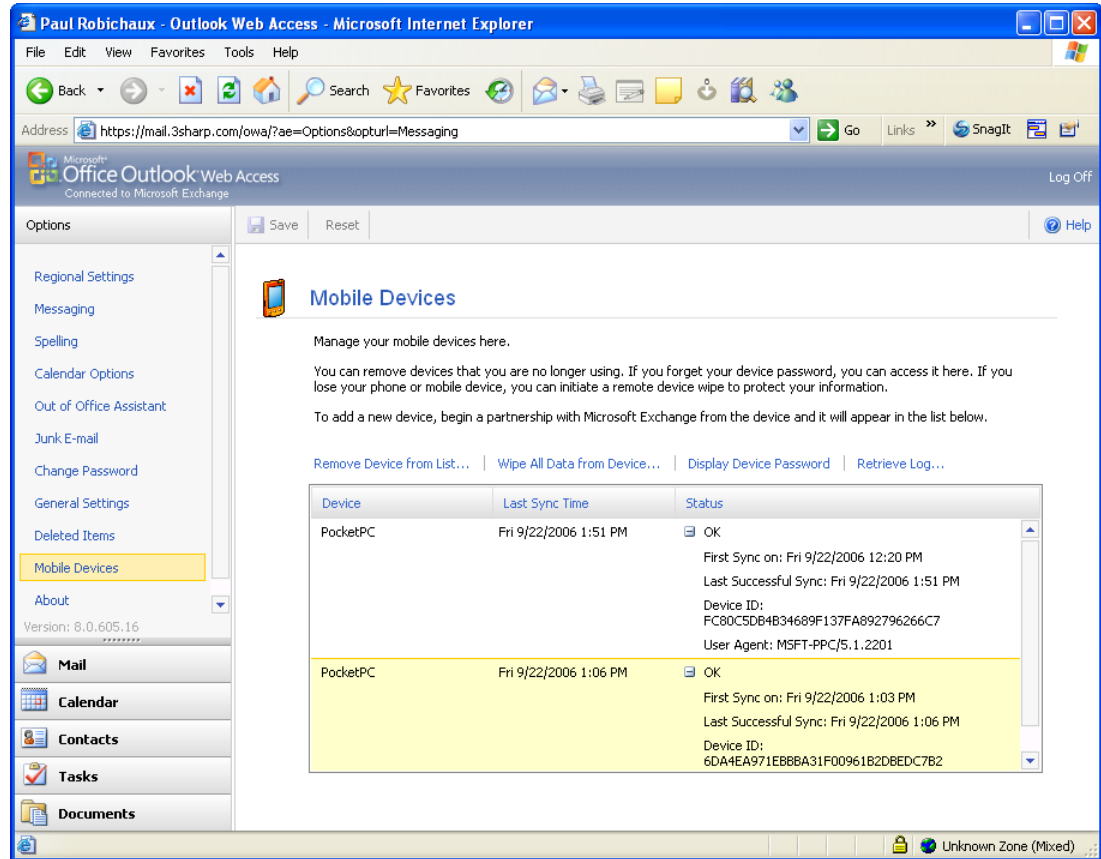 Paul Robichaux - Outlook Web Access - Microsoft Internet Explorer
File Edit View Favorites Tools Help
Back Search Favorites
Address https://mail.3sharp.com/owa/?ae=Options&opturl=Messaging Go Links » SnagIt
Microsoft
Office Outlook Web Access
Connected to Microsoft Exchange
Log Off
Options Save Reset Help
Regional Settings
Messaging
Spelling
Calendar Options
Out of Office Assistant
Junk E-mail
Change Password
General Settings
Deleted Items
Mobile Devices
About
Version: 8.0.605.16
Mail
Calendar
Contacts
Tasks
Documents
Mobile Devices
Manage your mobile devices here.
You can remove devices that you are no longer using. If you forget your device password, you can access it here. If you
lose your phone or mobile device, you can initiate a remote device wipe to protect your information.
To add a new device, begin a partnership with Microsoft Exchange from the device and it will appear in the list below.
Remove Device from List... | Wipe All Data from Device... | Display Device Password | Retrieve Log...
Device Last Sync Time Status
PocketPC Fri 9/22/2006 1:51 PM OK
First Sync on: Fri 9/22/2006 12:20 PM
Last Successful Sync: Fri 9/22/2006 1:51 PM
Device ID:
FC80C5DB4B34689F137FA892796266C7
User Agent: MSFT-PPC/5.1.2201
PocketPC Fri 9/22/2006 1:06 PM OK
First Sync on: Fri 9/22/2006 1:03 PM
Last Successful Sync: Fri 9/22/2006 1:06 PM
Device ID:
6DA4EA971EBBBA31F00961B2DBEDC7B2
Unknown Zone (Mixed)